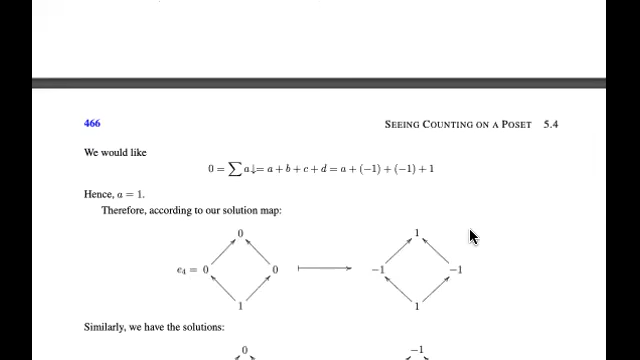 466 SEEING COUNTING ON A POSET 5.4
We would like
0 = ∑ a↓= a + b + c + d = a + (−1) + (−1) + 1
Hence, a = 1.
Therefore, according to our solution map:
0 1
e₄ = 0 0 −1 −1
1 1
Similarly, we have the solutions:
0 −1